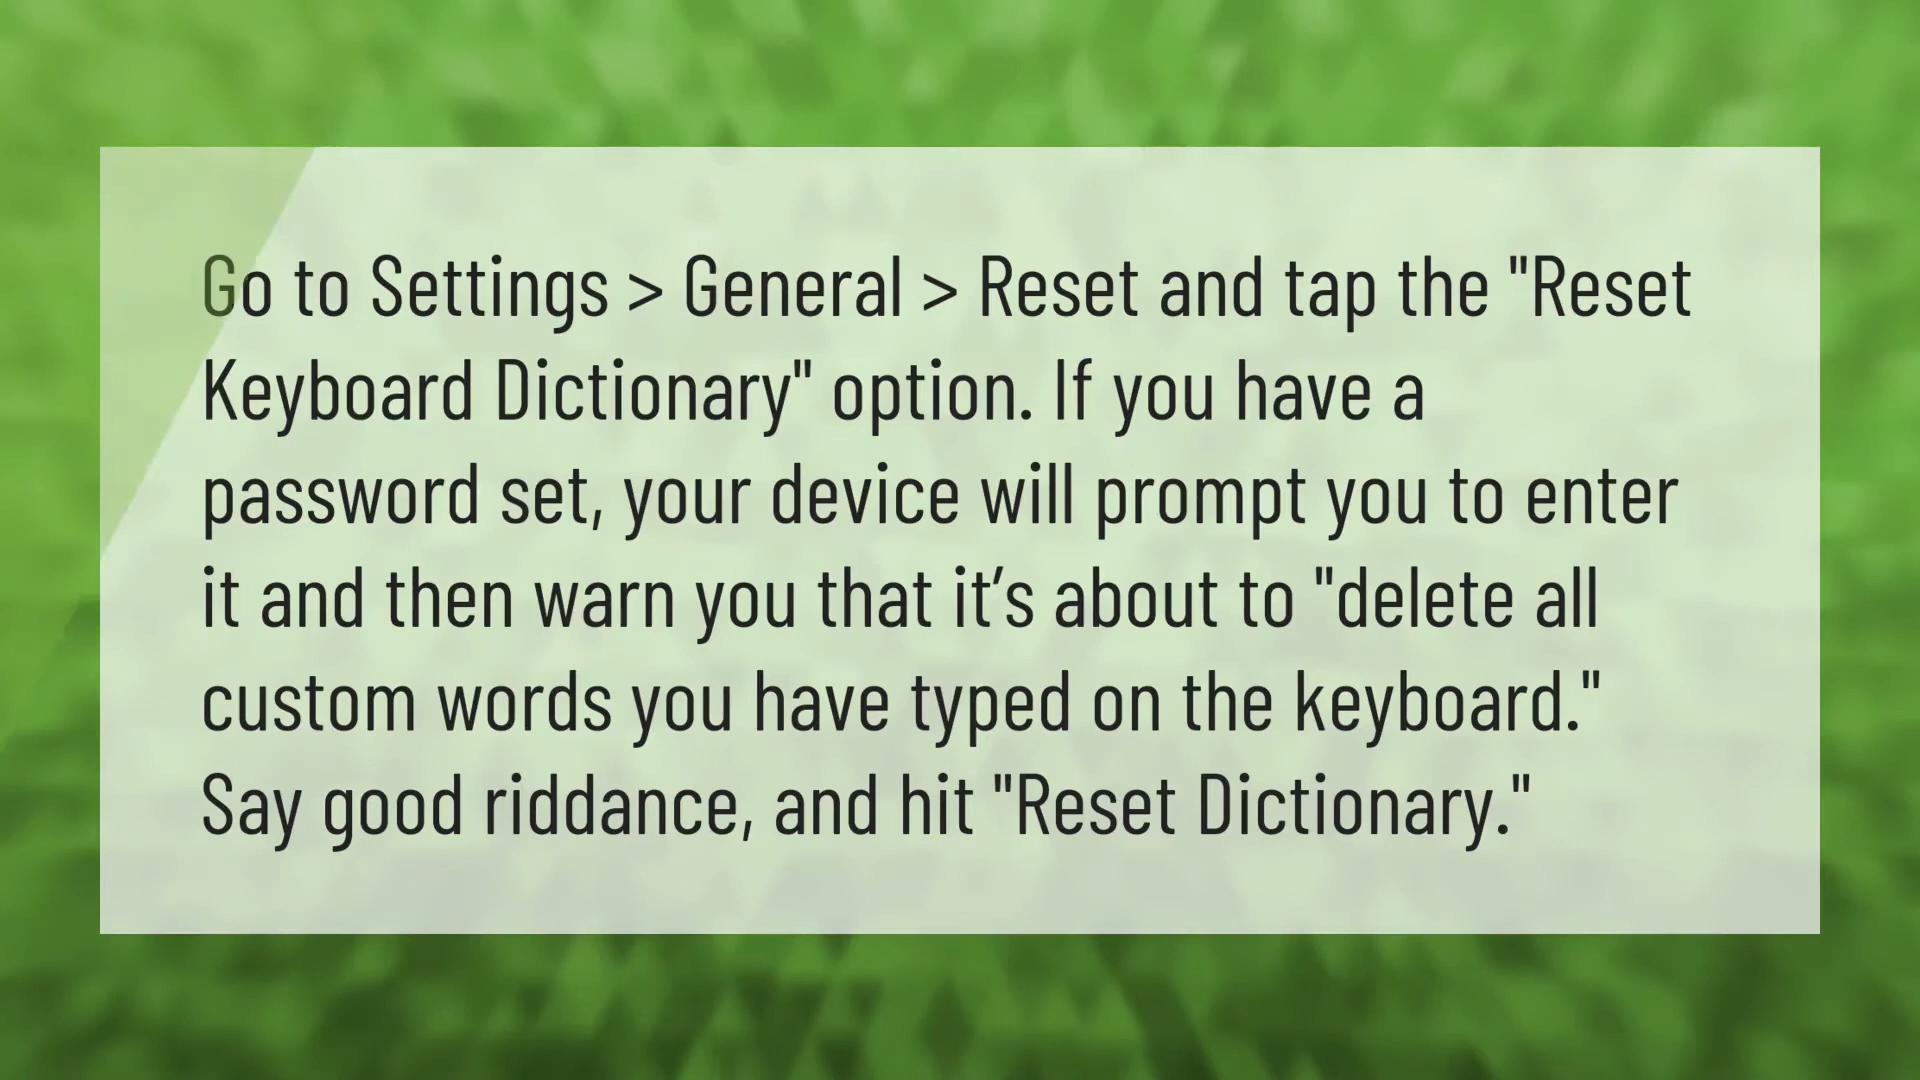 Go to Settings > General > Reset and tap the "Reset
Keyboard Dictionary" option. If you have a
password set, your device will prompt you to enter
it and then warn you that it’s about to "delete all
custom words you have typed on the keyboard."
Say good riddance, and hit "Reset Dictionary."